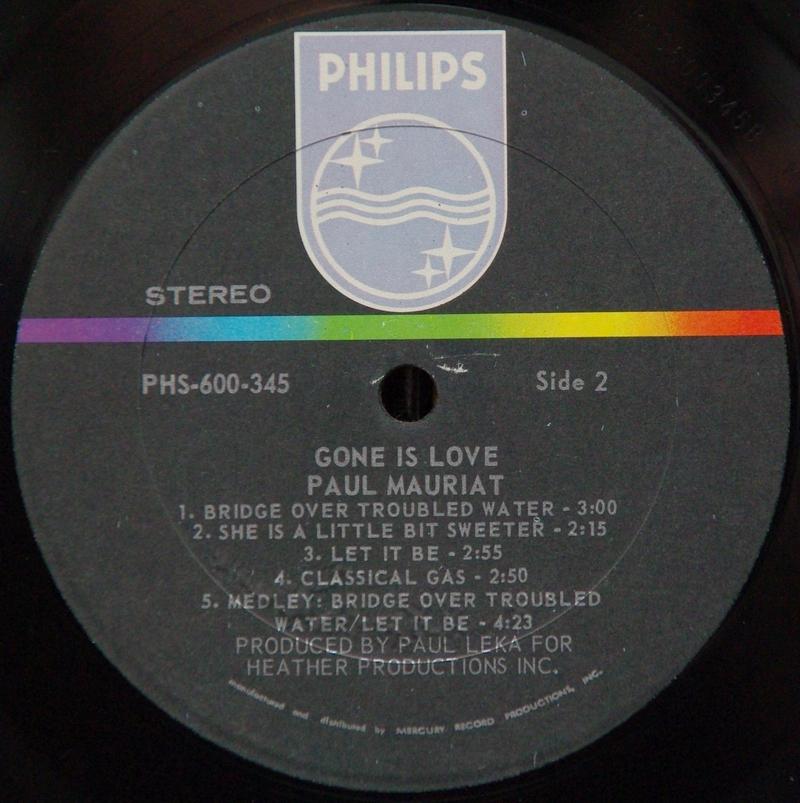 PHILIPS
STEREO
PHS-600-345
Side 2
GONE IS LOVE
PAUL MAURIAT
1. BRIDGE OVER TROUBLED WATER - 3:00
2. SHE IS A LITTLE BIT SWEETER - 2:15
3. LET IT BE - 2:55
4. CLASSICAL GAS - 2:50
5. MEDLEY: BRIDGE OVER TROUBLED
WATER/LET IT BE - 4:23
PRODUCED BY PAUL LEKA FOR
HEATHER PRODUCTIONS INC.
manufactured and distributed by MERCURY RECORD PRODUCTIONS, INC.